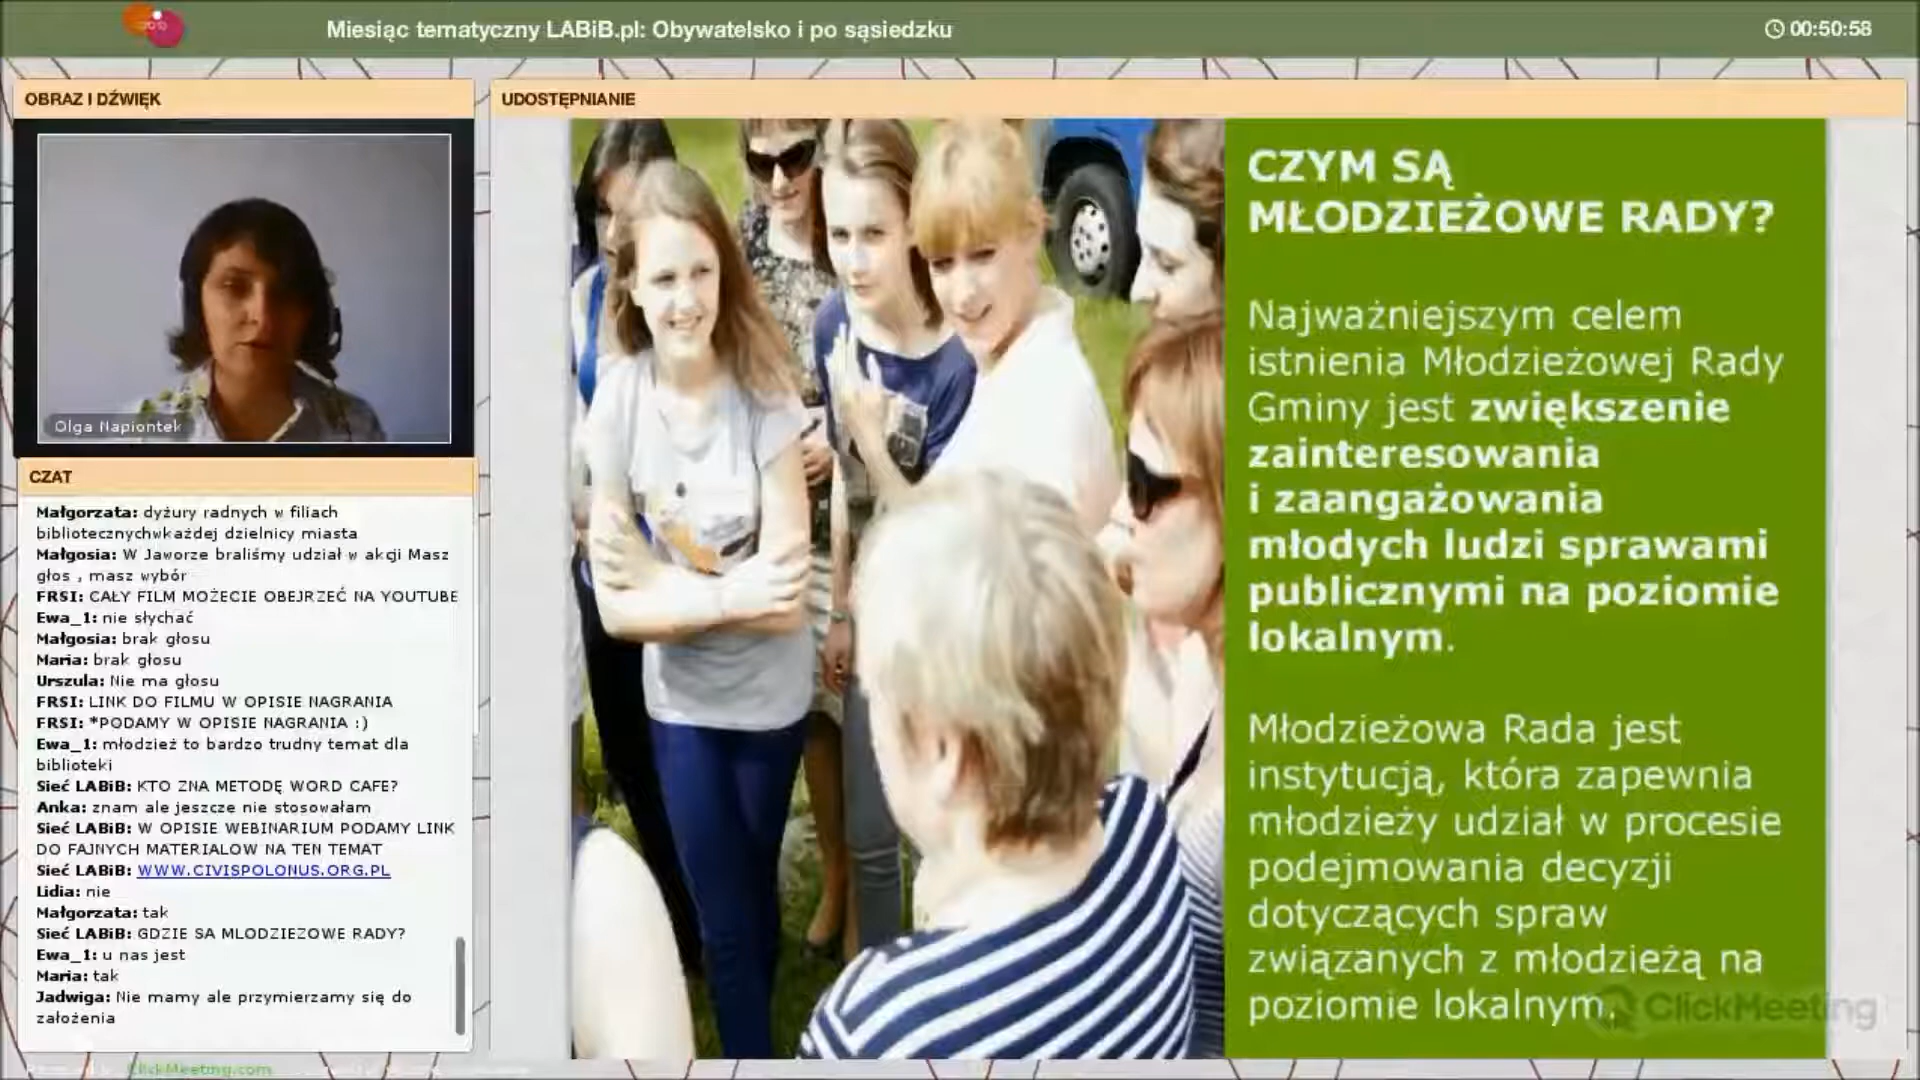 Miesiąc tematyczny LABiB.pl: Obywatelsko i po sąsiedzku
00:50:58
OBRAZ I DŹWIĘK
Olga Napiontek
CZAT
Małgorzata: dyżury radnych w filiach
bibliotecznychwkażdej dzielnicy miasta
Małgosia: W Jaworze braliśmy udział w akcji Masz
głos , masz wybór
FRSI: CAŁY FILM MOŻECIE OBEJRZEĆ NA YOUTUBE
Ewa_1: nie słychać
Małgosia: brak głosu
Maria: brak głosu
Urszula: Nie ma głosu
FRSI: LINK DO FILMU W OPISIE NAGRANIA
FRSI: *PODAMY W OPISIE NAGRANIA :)
Ewa_1: młodzież to bardzo trudny temat dla
biblioteki
Sieć LABiB: KTO ZNA METODĘ WORD CAFE?
Anka: znam ale jeszcze nie stosowałam
Sieć LABiB: W OPISIE WEBINARIUM PODAMY LINK
DO FAJNYCH MATERIALOW NA TEN TEMAT
Sieć LABiB: WWW.CIVISPOLONUS.ORG.PL
Lidia: nie
Małgorzata: tak
Sieć LABiB: GDZIE SA MLODZIEZOWE RADY?
Ewa_1: u nas jest
Maria: tak
Jadwiga: Nie mamy ale przymierzamy się do
założenia
ClickMeeting.com
UDOSTĘPNIANIE
CZYM SĄ
MŁODZIEŻOWE RADY?
Najważniejszym celem
istnienia Młodzieżowej Rady
Gminy jest zwiększenie
zainteresowania
i zaangażowania
młodych ludzi sprawami
publicznymi na poziomie
lokalnym.
Młodzieżowa Rada jest
instytucją, która zapewnia
młodzieży udział w procesie
podejmowania decyzji
dotyczących spraw
związanych z młodzieżą na
poziomie lokalnym.
ClickMeeting